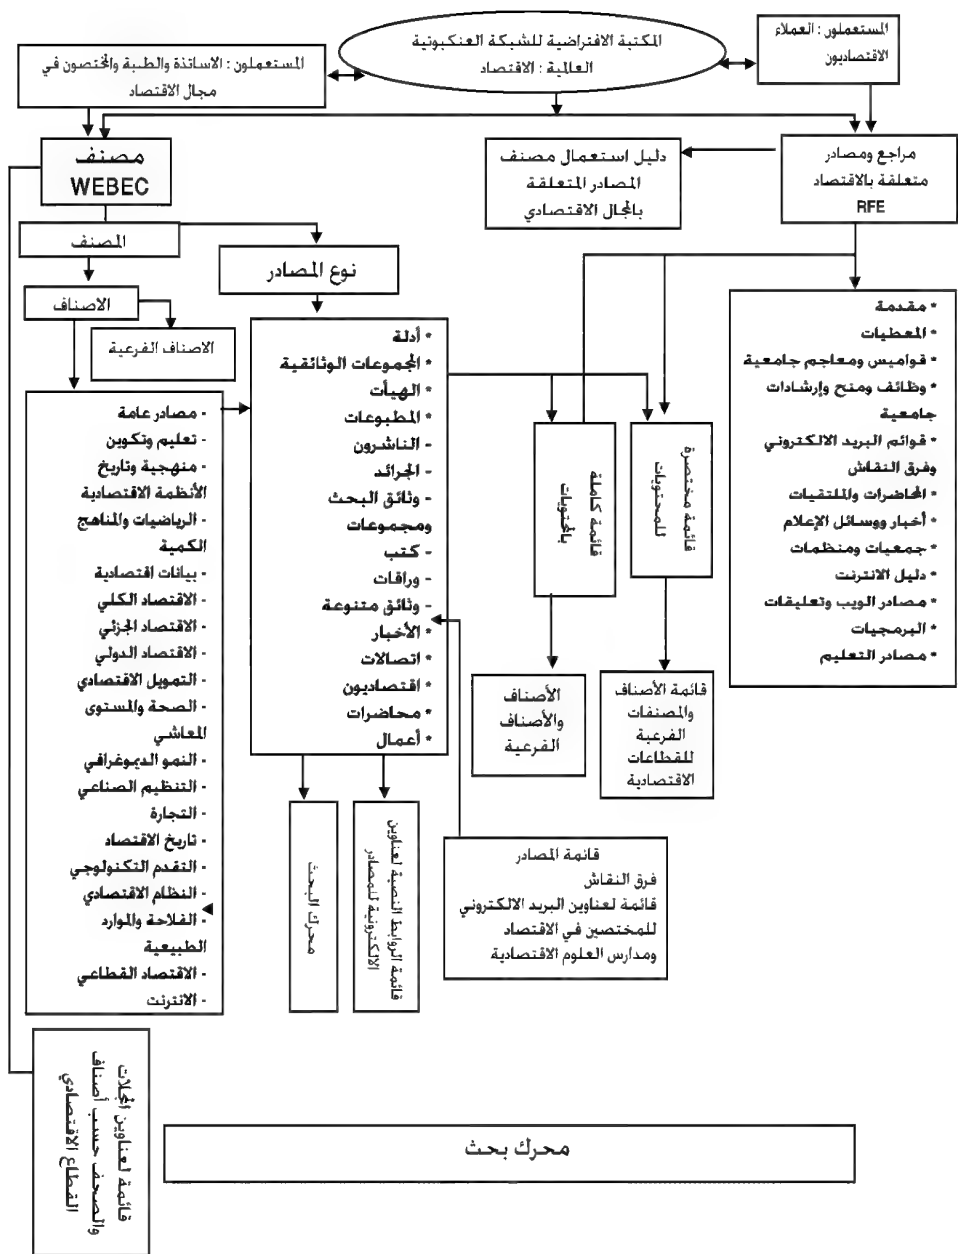 المستعملون : العملاء
الاقتصاديون
المكتبة الافتراضية للشبكة العنكبوتية
العالمية : الاقتصاد
المستعملون : الاساتذة والطبة والمختصون في
مجال الاقتصاد
مراجع ومصادر
متعلقة بالاقتصاد
RFE
دليل استعمال مصنف
المصادر المتعلقة
بالمجال الاقتصادي
مصنف
WEBEC
المصنف
نوع المصادر
الاصناف
الاصناف الفرعية
* مقدمة
* المعطيات
* قواميس ومعاجم جامعية
* وظائف ومنح وإرشادات
جامعية
* قوائم البريد الالكتروني
وفرق النقاش
* المحاضرات والملتقيات
* أخبار ووسائل الإعلام
* جمعيات ومنظمات
* دليل الانترنت
* مصادر الويب وتعليقات
* البرمجيات
* مصادر التعليم
قائمة مختصرة
للمحتويات
قائمة كاملة
بالمحتويات
* أدلة
* المجموعات الوثائقية
* الهيأت
* المطبوعات
- الناشرون
- الجرائد
- وثائق البحث
ومجموعات
- كتب
- وراقات
- وثائق متنوعة
* الأخبار
* اتصالات
* اقتصاديون
* محاضرات
* أعمال
- مصادر عامة
- تعليم وتكوين
- منهجية وتاريخ
الأنظمة الاقتصادية
- الرياضيات والمناهج
الكمية
- بيانات اقتصادية
- الاقتصاد الكلي
- الاقتصاد الجزئي
- الاقتصاد الدولي
- التمويل الاقتصادي
- الصحة والمستوى
المعاشي
- النمو الديموغرافي
- التنظيم الصناعي
- التجارة
- تاريخ الاقتصاد
- التقدم التكنولوجي
- النظام الاقتصادي
- الفلاحة والموارد
الطبيعية
- الاقتصاد القطاعي
- الانترنت
قائمة الأصناف
والمصنفات
الفرعية
للقطاعات
الاقتصادية
الأصناف
والأصناف
الفرعية
قائمة المصادر
فرق النقاش
قائمة لعناوين البريد الالكتروني
للمختصين في الاقتصاد
ومدارس العلوم الاقتصادية
قائمة الروابط النصية لعناوين
الالكترونية للمصادر
محرك البحث
قائمة لعناوين المجلات
والصحف حسب أصناف
القطاع الاقتصادي
محرك بحث